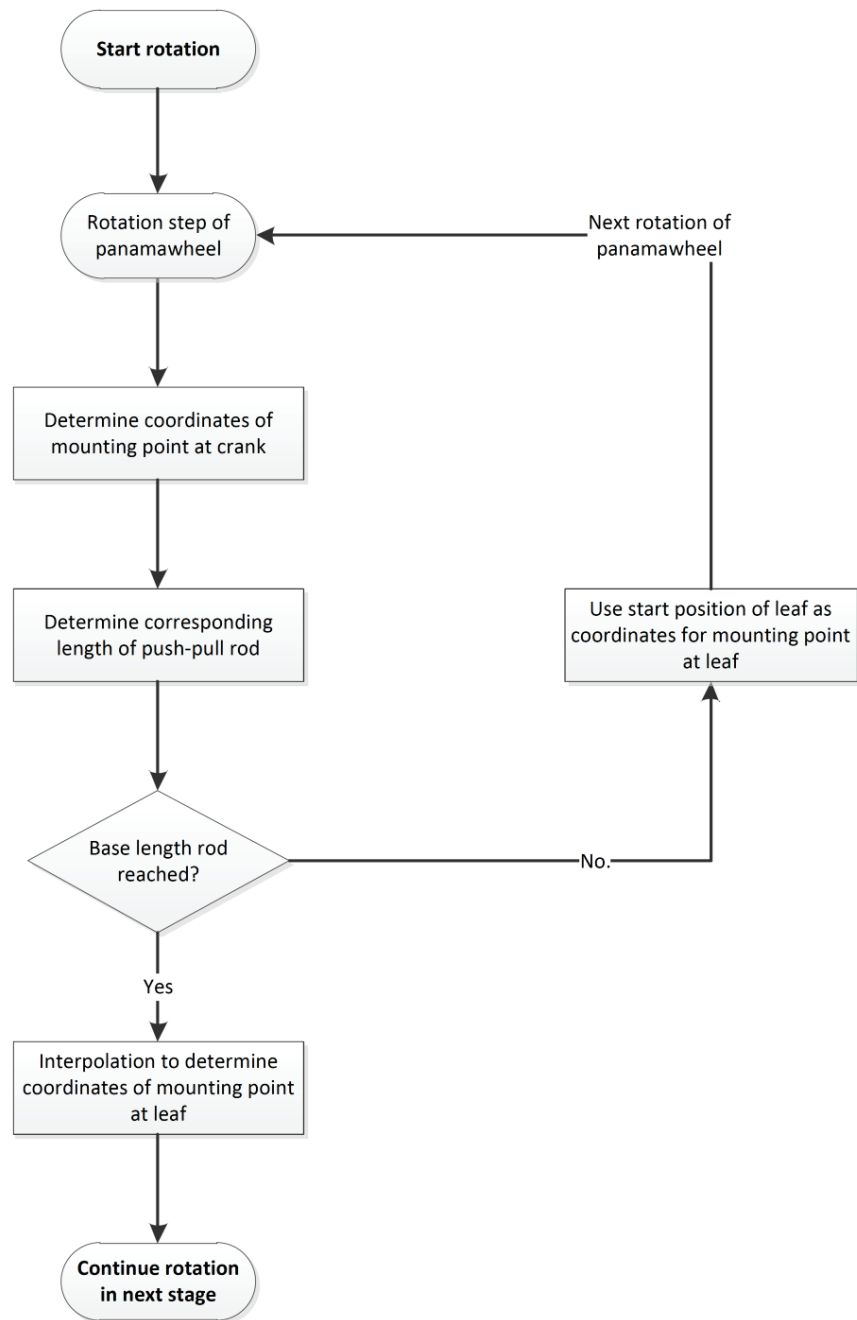 Start rotation
Rotation step of
panamawheel
Next rotation of
panamawheel
Determine coordinates of
mounting point at crank
Determine corresponding
length of push-pull rod
Use start position of leaf as
coordinates for mounting point
at leaf
Base length rod
reached?
No.
Yes
Interpolation to determine
coordinates of mounting point
at leaf
Continue rotation
in next stage